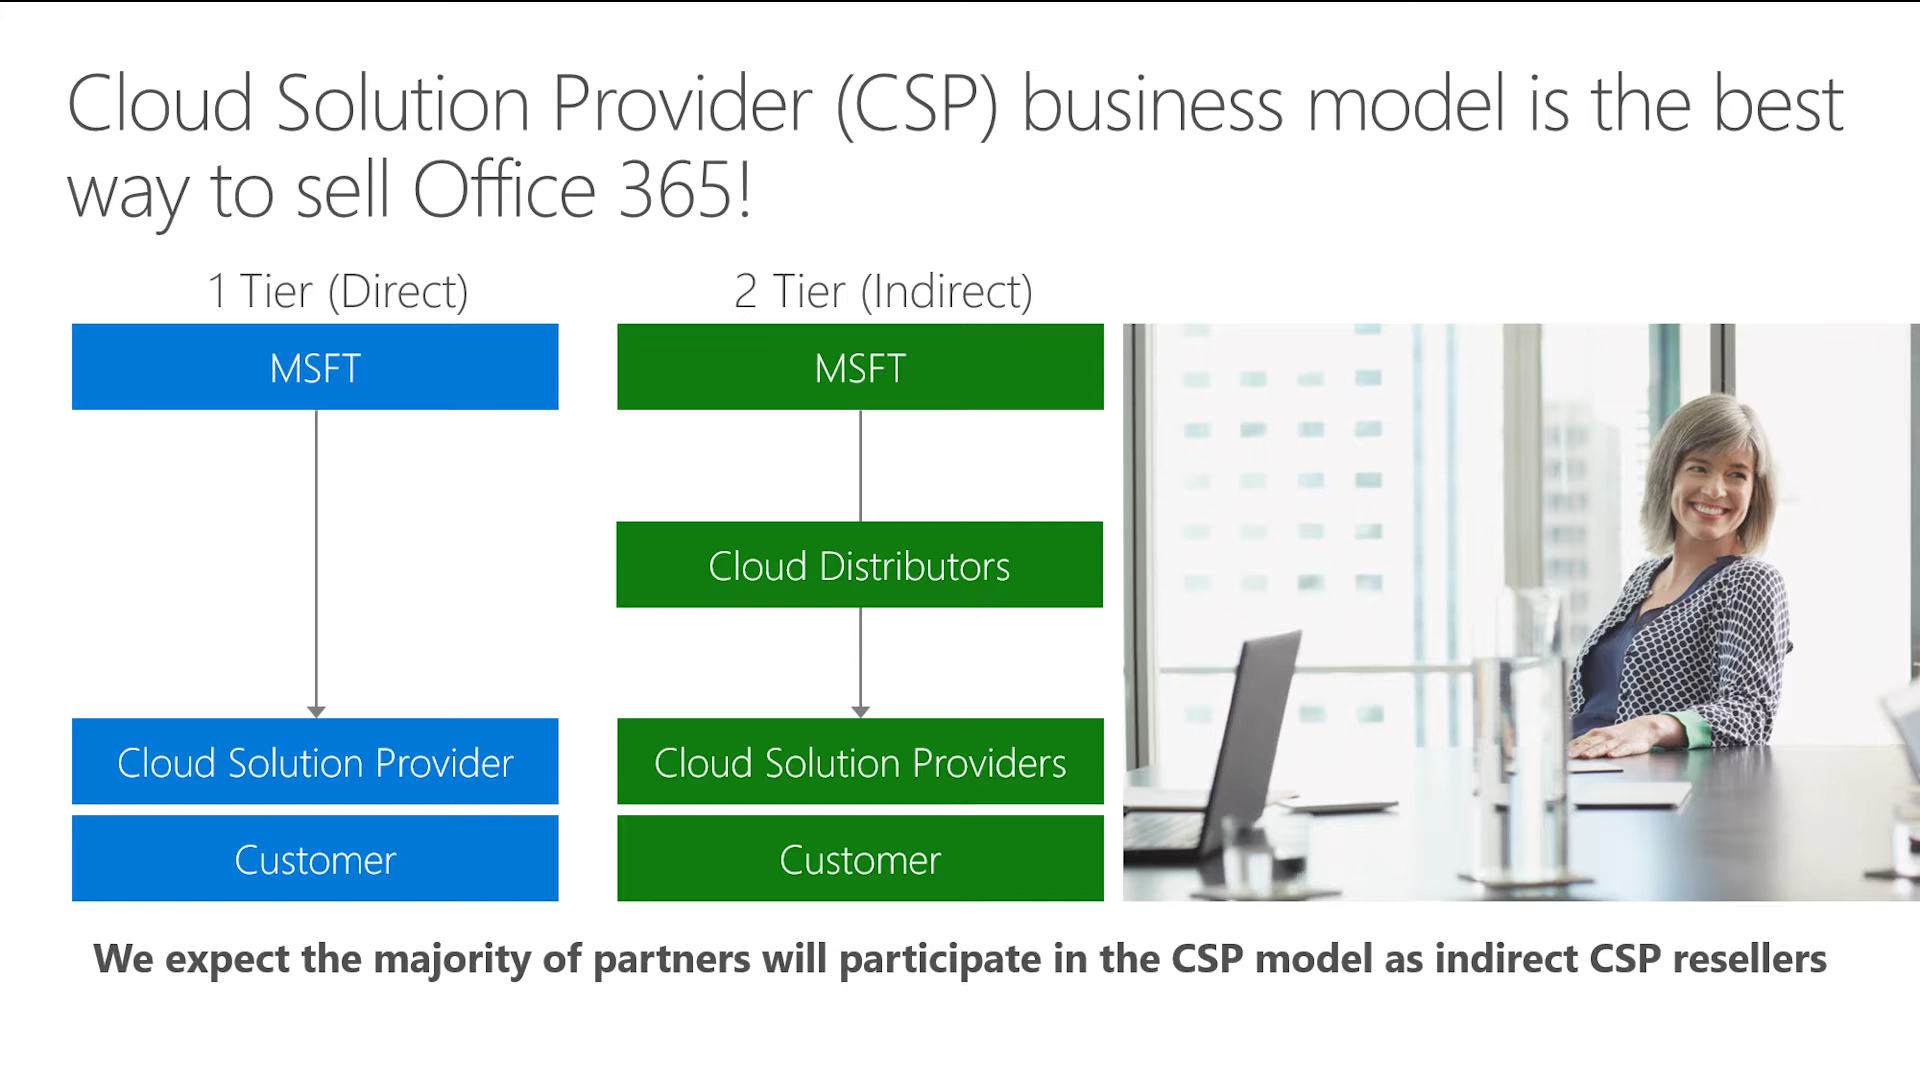 Cloud Solution Provider (CSP) business model is the best
way to sell Office 365!
1 Tier (Direct)
MSFT
Cloud Solution Provider
Customer
2 Tier (Indirect)
MSFT
Cloud Distributors
Cloud Solution Providers
Customer
We expect the majority of partners will participate in the CSP model as indirect CSP resellers